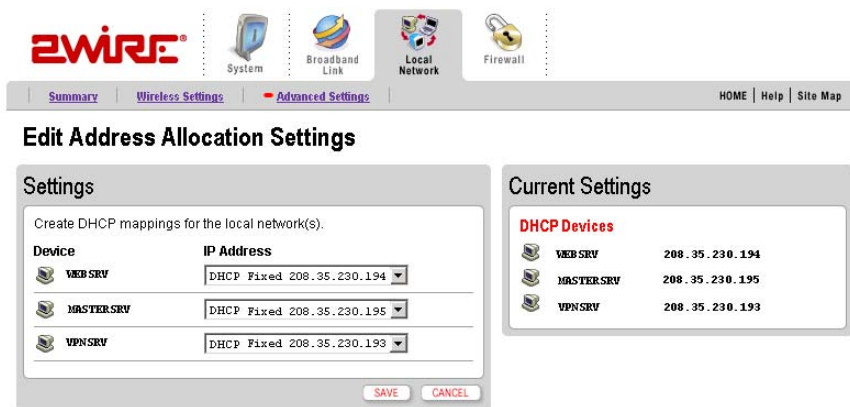 2WIRE®
System
Broadband Link
Local Network
Firewall
Summary | Wireless Settings | Advanced Settings
HOME | Help | Site Map
Edit Address Allocation Settings
Settings
Create DHCP mappings for the local network(s).
Device IP Address
WEBSRV DHCP Fixed 208.35.230.194
MASTERSRV DHCP Fixed 208.35.230.195
VPNSRV DHCP Fixed 208.35.230.193
SAVE CANCEL
Current Settings
DHCP Devices
WEBSRV 208.35.230.194
MASTERSRV 208.35.230.195
VPNSRV 208.35.230.193